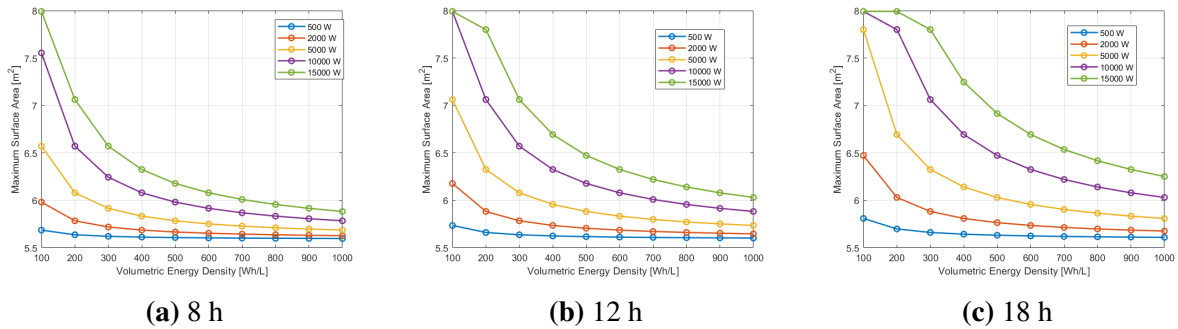 8
7.5
7
6.5
6
5.5
Maximum Surface Area [m²]
500 W
2000 W
5000 W
10000 W
15000 W
100 200 300 400 500 600 700 800 900 1000
Volumetric Energy Density [Wh/L]
(a) 8 h
8
7.5
7
6.5
6
5.5
Maximum Surface Area [m²]
500 W
2000 W
5000 W
10000 W
15000 W
100 200 300 400 500 600 700 800 900 1000
Volumetric Energy Density [Wh/L]
(b) 12 h
8
7.5
7
6.5
6
5.5
Maximum Surface Area [m²]
500 W
2000 W
5000 W
10000 W
15000 W
100 200 300 400 500 600 700 800 900 1000
Volumetric Energy Density [Wh/L]
(c) 18 h